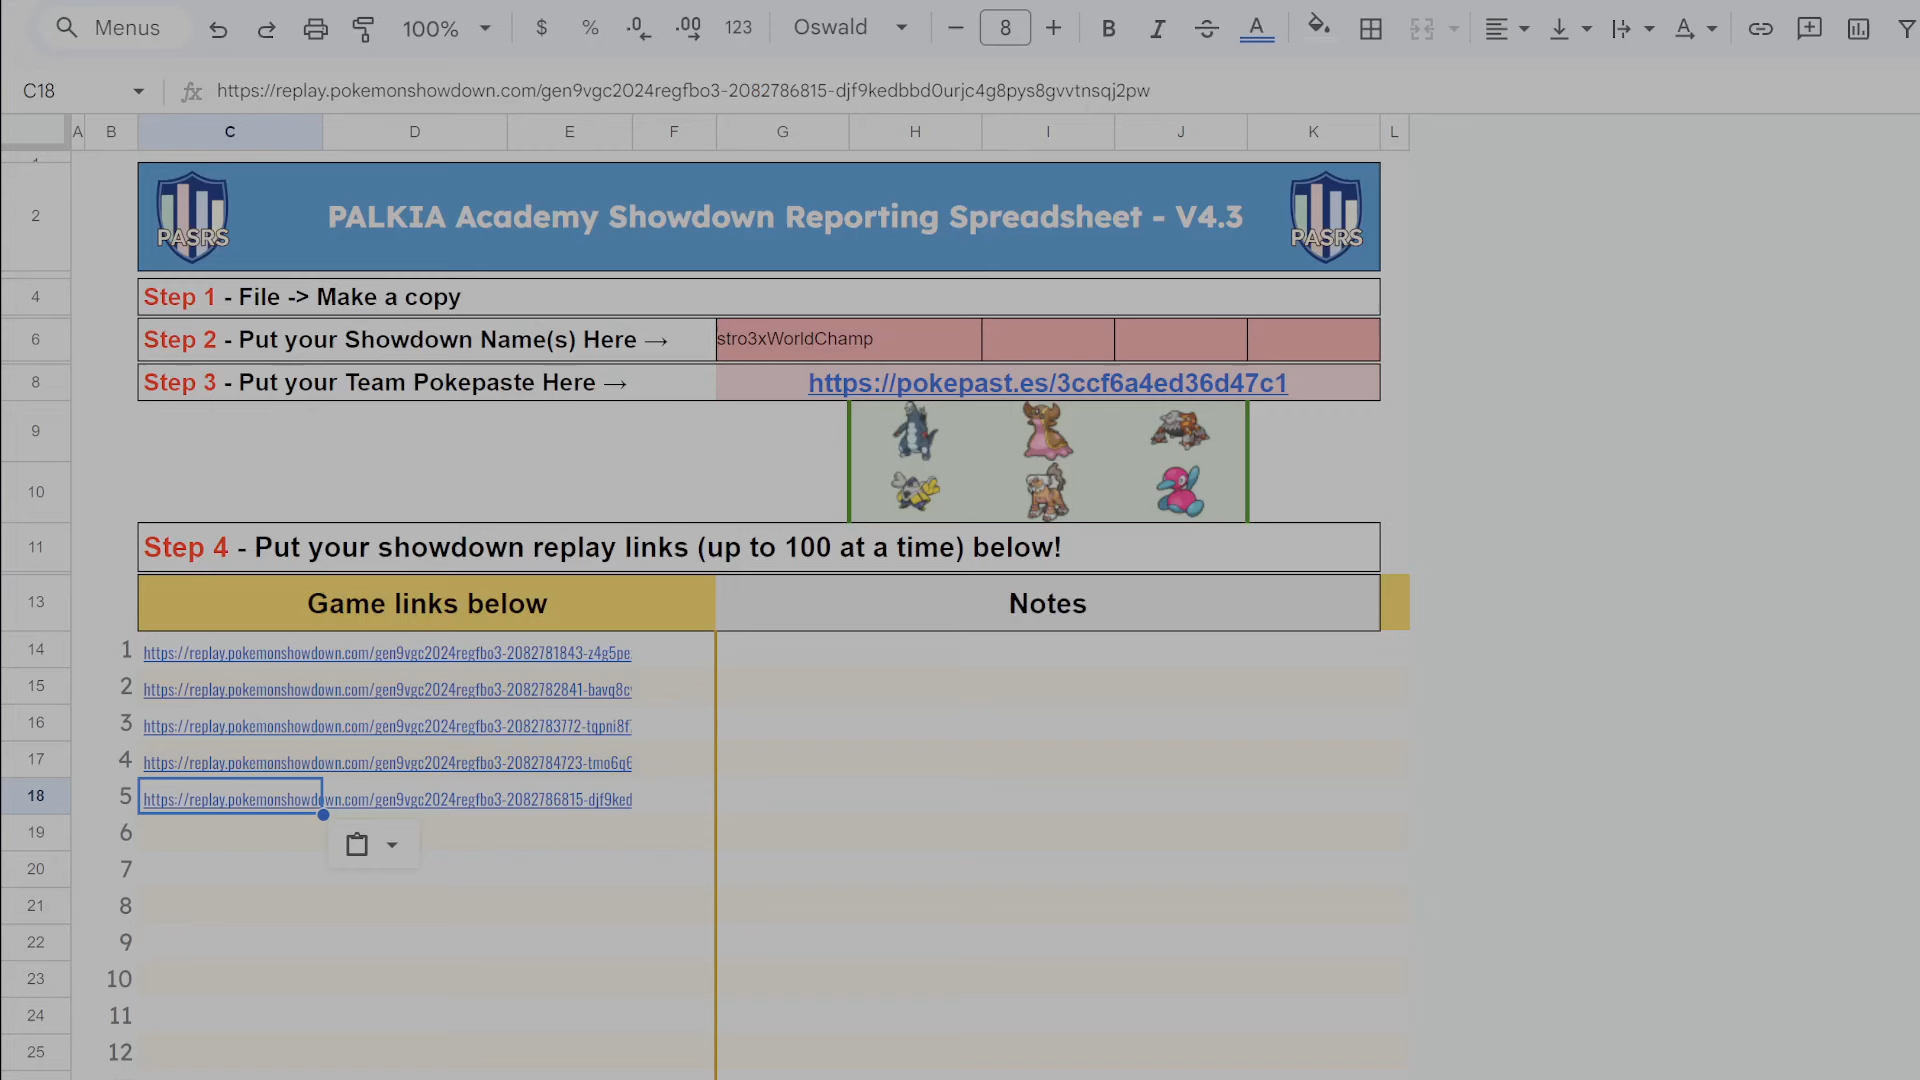 Menus
100%
$
%
.0
.00
123
Oswald
8
B
I
S
A
A
C18
fx
https://replay.pokemonshowdown.com/gen9vgc2024regfbo3-2082786815-djf9kedbbd0urjc4g8pys8gvvtnsqj2pw
A B C D E F G H I J K L
2
PASRS
PALKIA Academy Showdown Reporting Spreadsheet - V4.3
PASRS
4
Step 1 - File -> Make a copy
6
Step 2 - Put your Showdown Name(s) Here →
stro3xWorldChamp
8
Step 3 - Put your Team Pokepaste Here →
https://pokepast.es/3ccf6a4ed36d47c1
9
10
11
Step 4 - Put your showdown replay links (up to 100 at a time) below!
13
Game links below
Notes
14
1
https://replay.pokemonshowdown.com/gen9vgc2024regfbo3-2082781843-z4g5pe
15
2
https://replay.pokemonshowdown.com/gen9vgc2024regfbo3-2082782841-bavq8c
16
3
https://replay.pokemonshowdown.com/gen9vgc2024regfbo3-2082783772-tqpni8f
17
4
https://replay.pokemonshowdown.com/gen9vgc2024regfbo3-2082784723-tmo6q6
18
5
https://replay.pokemonshowdown.com/gen9vgc2024regfbo3-2082786815-djf9ked
19
6
20
7
21
8
22
9
23
10
24
11
25
12